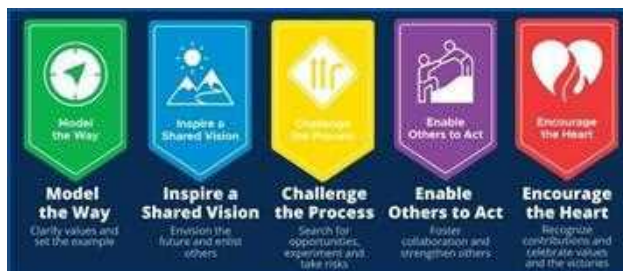 Model
the Way
Inspire a
Shared Vision
Challenge
the Process
Enable
Others to Act
Encourage
the Heart
Model
the Way
Clarify values and
set the example
Inspire a
Shared Vision
Envision the
future and enlist
others
Challenge
the Process
Search for
opportunities,
experiment and
take risks
Enable
Others to Act
Foster
collaboration and
strengthen others
Encourage
the Heart
Recognize
contributions and
celebrate values
and the victories